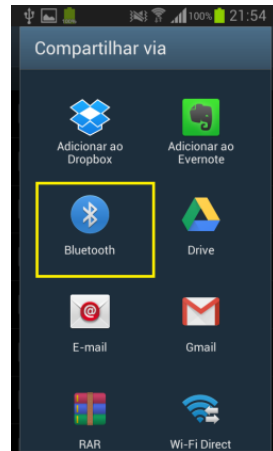 100% 21:54
Compartilhar via
Adicionar ao
Dropbox
Adicionar ao
Evernote
Bluetooth
Drive
E-mail
Gmail
RAR
Wi-Fi Direct